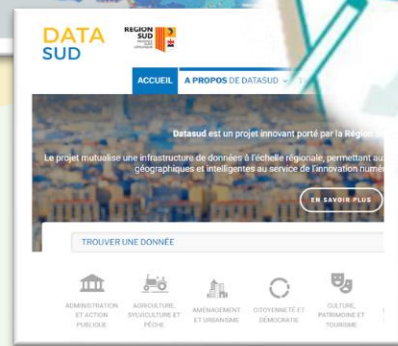 DATA
SUD
REGION
SUD
ACCUEIL A PROPOS DE DATASUD
Datasud est un projet innovant porté par la Région
Le projet mutualise une infrastructure de données à l'échelle régionale, permettant
géographiques et intelligentes au service de l'innovation
EN SAVOIR PLUS
TROUVER UNE DONNÉE
ADMINISTRATION
ET ACTION
PUBLIQUE
AGRICULTURE,
SYLVICULTURE ET
PÊCHE
AMÉNAGEMENT
ET URBANISME
CITOYENNETÉ ET
DÉMOCRATIE
CULTURE,
PATRIMOINE ET
TOURISME